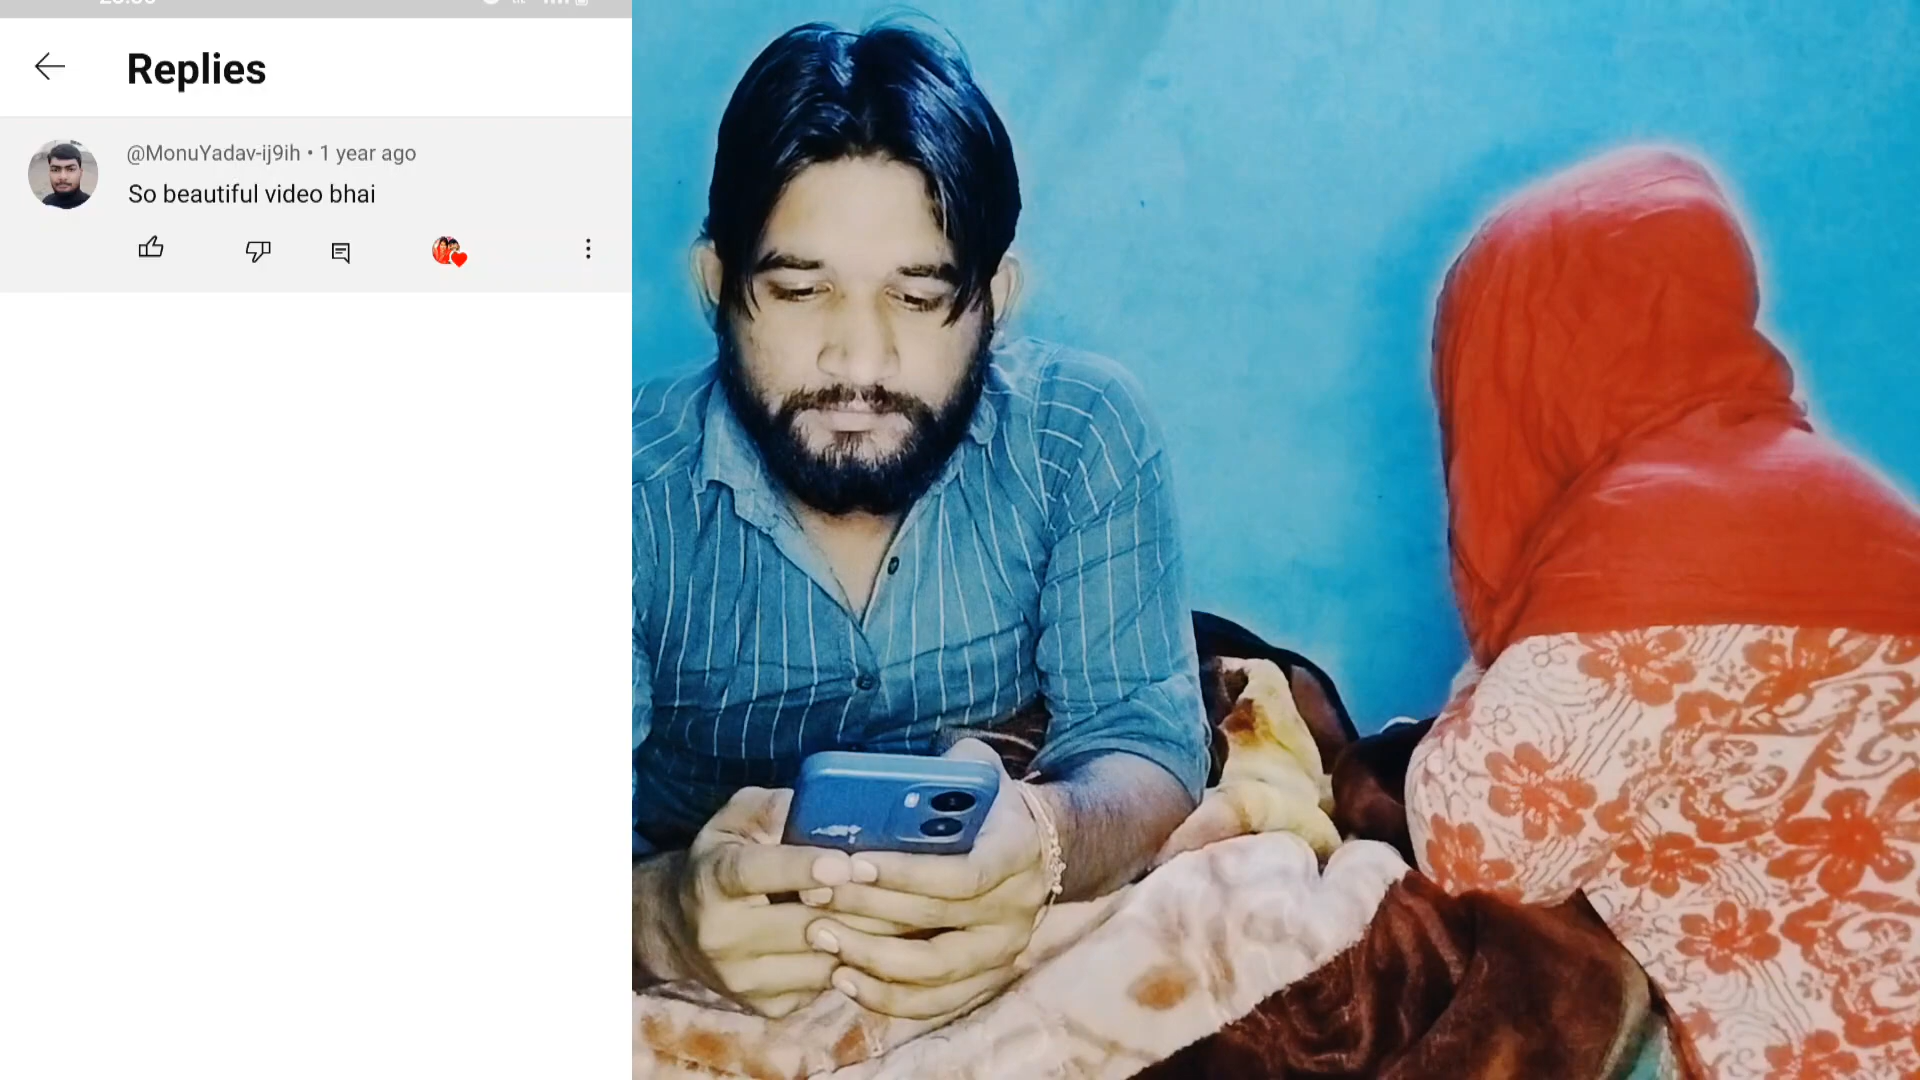 Replies
@MonuYadav-ij9ih • 1 year ago
So beautiful video bhai